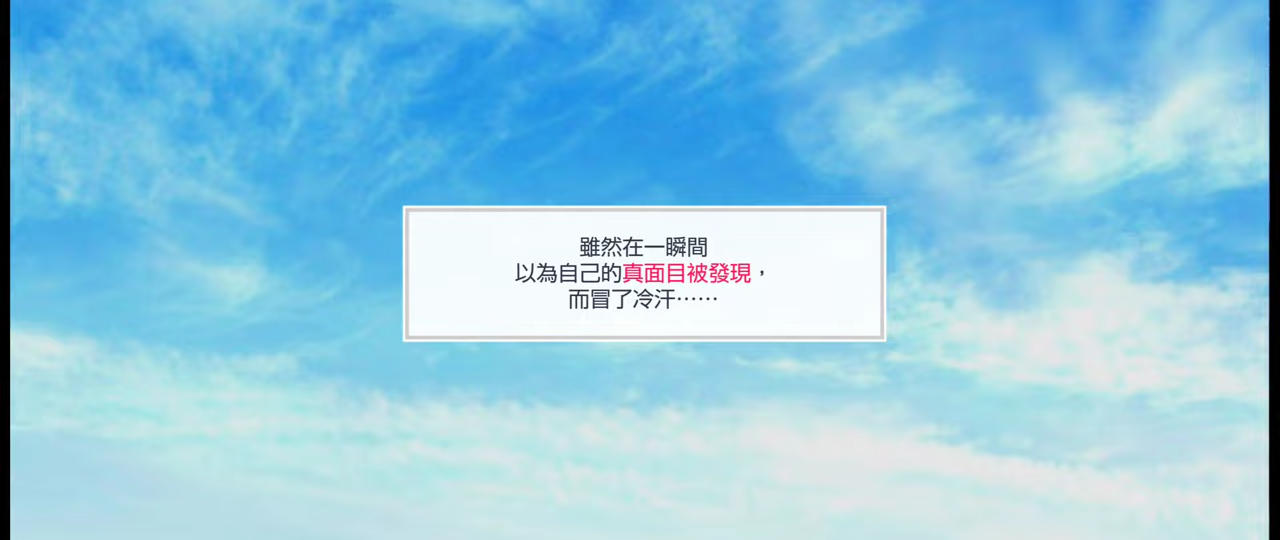 雖然在一瞬間
以為自己的真面目被發現，
而冒了冷汗⋯⋯